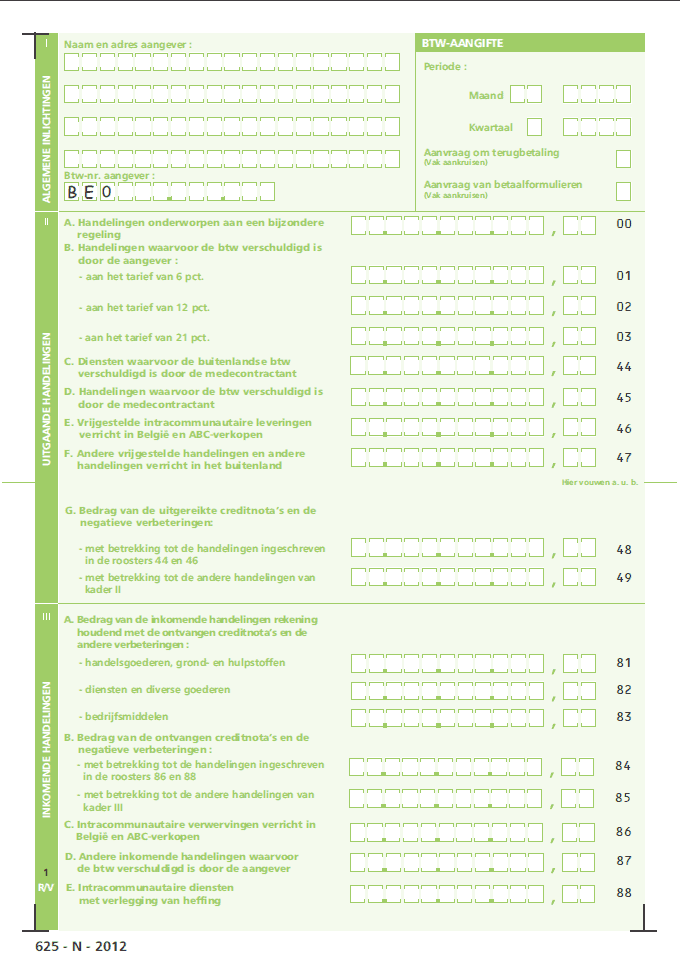 I
ALGEMENE INLICHTINGEN
Naam en adres aangever :
Btw-nr. aangever :
BE0
BTW-AANGIFTE
Periode :
Maand
Kwartaal
Aanvraag om terugbetaling
(Vak aankruisen)
Aanvraag van betaalformulieren
(Vak aankruisen)
II
UITGAANDE HANDELINGEN
A. Handelingen onderworpen aan een bijzondere
regeling , 00
B. Handelingen waarvoor de btw verschuldigd is
door de aangever :
- aan het tarief van 6 pct. , 01
- aan het tarief van 12 pct. , 02
- aan het tarief van 21 pct. , 03
C. Diensten waarvoor de buitenlandse btw
verschuldigd is door de medecontractant , 44
D. Handelingen waarvoor de btw verschuldigd is
door de medecontractant , 45
E. Vrijgestelde intracommunautaire leveringen
verricht in België en ABC-verkopen , 46
F. Andere vrijgestelde handelingen en andere
handelingen verricht in het buitenland , 47
Hier vouwen a. u. b.
G. Bedrag van de uitgereikte creditnota's en de
negatieve verbeteringen:
- met betrekking tot de handelingen ingeschreven
in de roosters 44 en 46 , 48
- met betrekking tot de andere handelingen van
kader II , 49
III
INKOMENDE HANDELINGEN
A. Bedrag van de inkomende handelingen rekening
houdend met de ontvangen creditnota's en de
andere verbeteringen :
- handelsgoederen, grond- en hulpstoffen , 81
- diensten en diverse goederen , 82
- bedrijfsmiddelen , 83
B. Bedrag van de ontvangen creditnota's en de
negatieve verbeteringen :
- met betrekking tot de handelingen ingeschreven
in de roosters 86 en 88 , 84
- met betrekking tot de andere handelingen van
kader III , 85
C. Intracommunautaire verwervingen verricht in
België en ABC-verkopen , 86
D. Andere inkomende handelingen waarvoor
de btw verschuldigd is door de aangever , 87
E. Intracommunautaire diensten
met verlegging van heffing , 88
1
R/V
625 - N - 2012